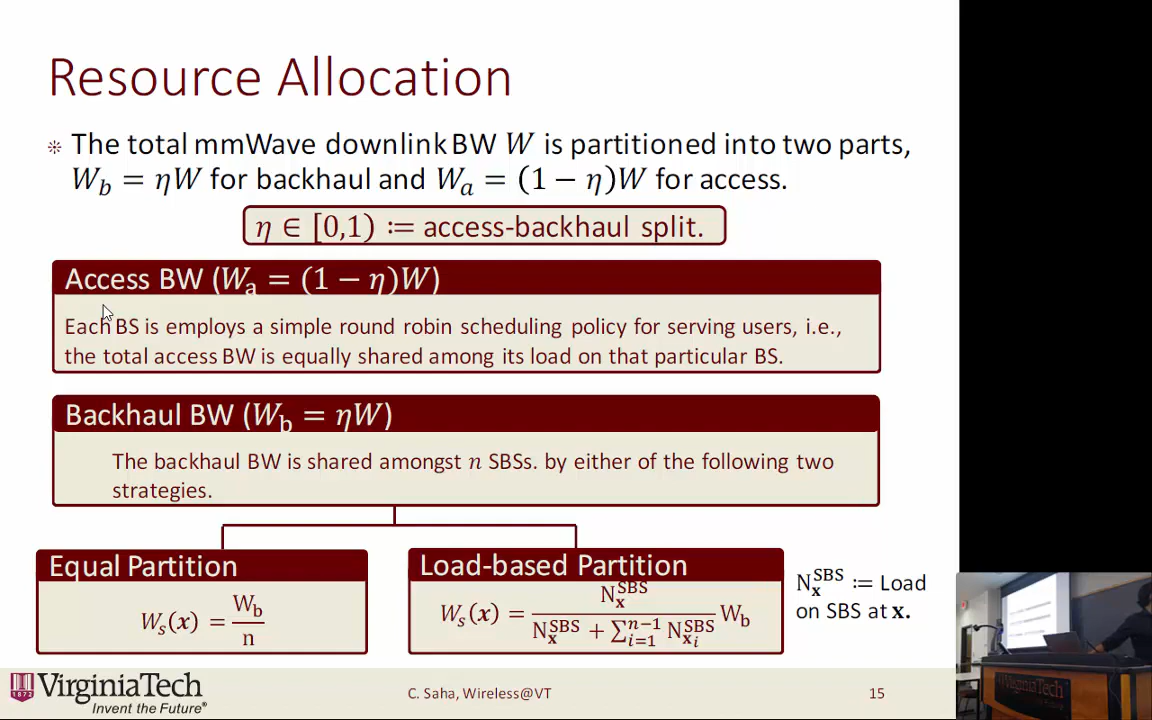 Resource Allocation
The total mmWave downlink BW W is partitioned into two parts,
W_b = ηW for backhaul and W_a = (1 − η)W for access.
η ∈ [0,1) := access-backhaul split.
Access BW (W_a = (1 − η)W)
Each BS is employs a simple round robin scheduling policy for serving users, i.e.,
the total access BW is equally shared among its load on that particular BS.
Backhaul BW (W_b = ηW)
The backhaul BW is shared amongst n SBSs. by either of the following two
strategies.
Equal Partition
W_s(x) = W_b / n
Load-based Partition
W_s(x) = N_x^SBS / (N_x^SBS + ∑_{i=1}^{n−1} N_{x_i}^SBS) W_b
N_x^SBS := Load
on SBS at x.
1872
VirginiaTech
Invent the Future®
C. Saha, Wireless@VT
15
VirginiaTech